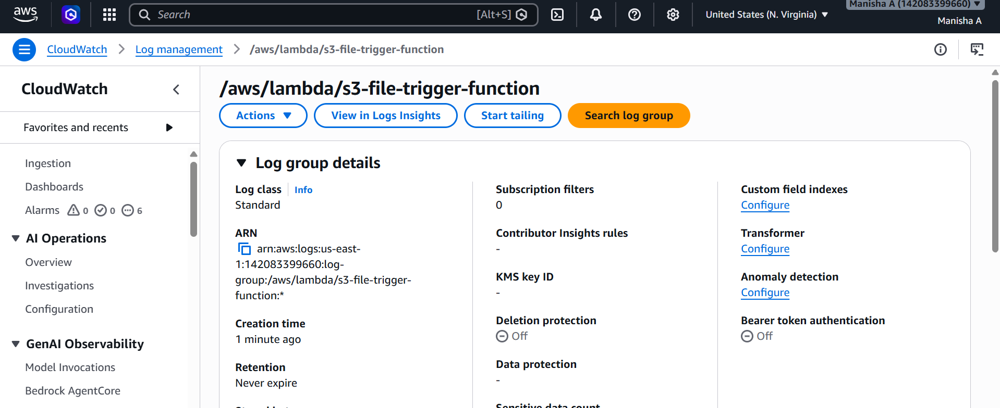 aws
Search
[Alt+S]
United States (N. Virginia)
Manisha A (142083399660)
Manisha A
CloudWatch
Log management
/aws/lambda/s3-file-trigger-function
CloudWatch
Favorites and recents
Ingestion
Dashboards
Alarms 0 0 6
AI Operations
Overview
Investigations
Configuration
GenAI Observability
Model Invocations
Bedrock AgentCore
/aws/lambda/s3-file-trigger-function
Actions
View in Logs Insights
Start tailing
Search log group
Log group details
Log class
Info
Standard
ARN
arn:aws:logs:us-east-
1:142083399660:log-
group:/aws/lambda/s3-file-trigger-
function:*
Creation time
1 minute ago
Retention
Never expire
Subscription filters
0
Contributor Insights rules
-
KMS key ID
-
Deletion protection
Off
Data protection
-
Sensitive data count
Custom field indexes
Configure
Transformer
Configure
Anomaly detection
Configure
Bearer token authentication
Off